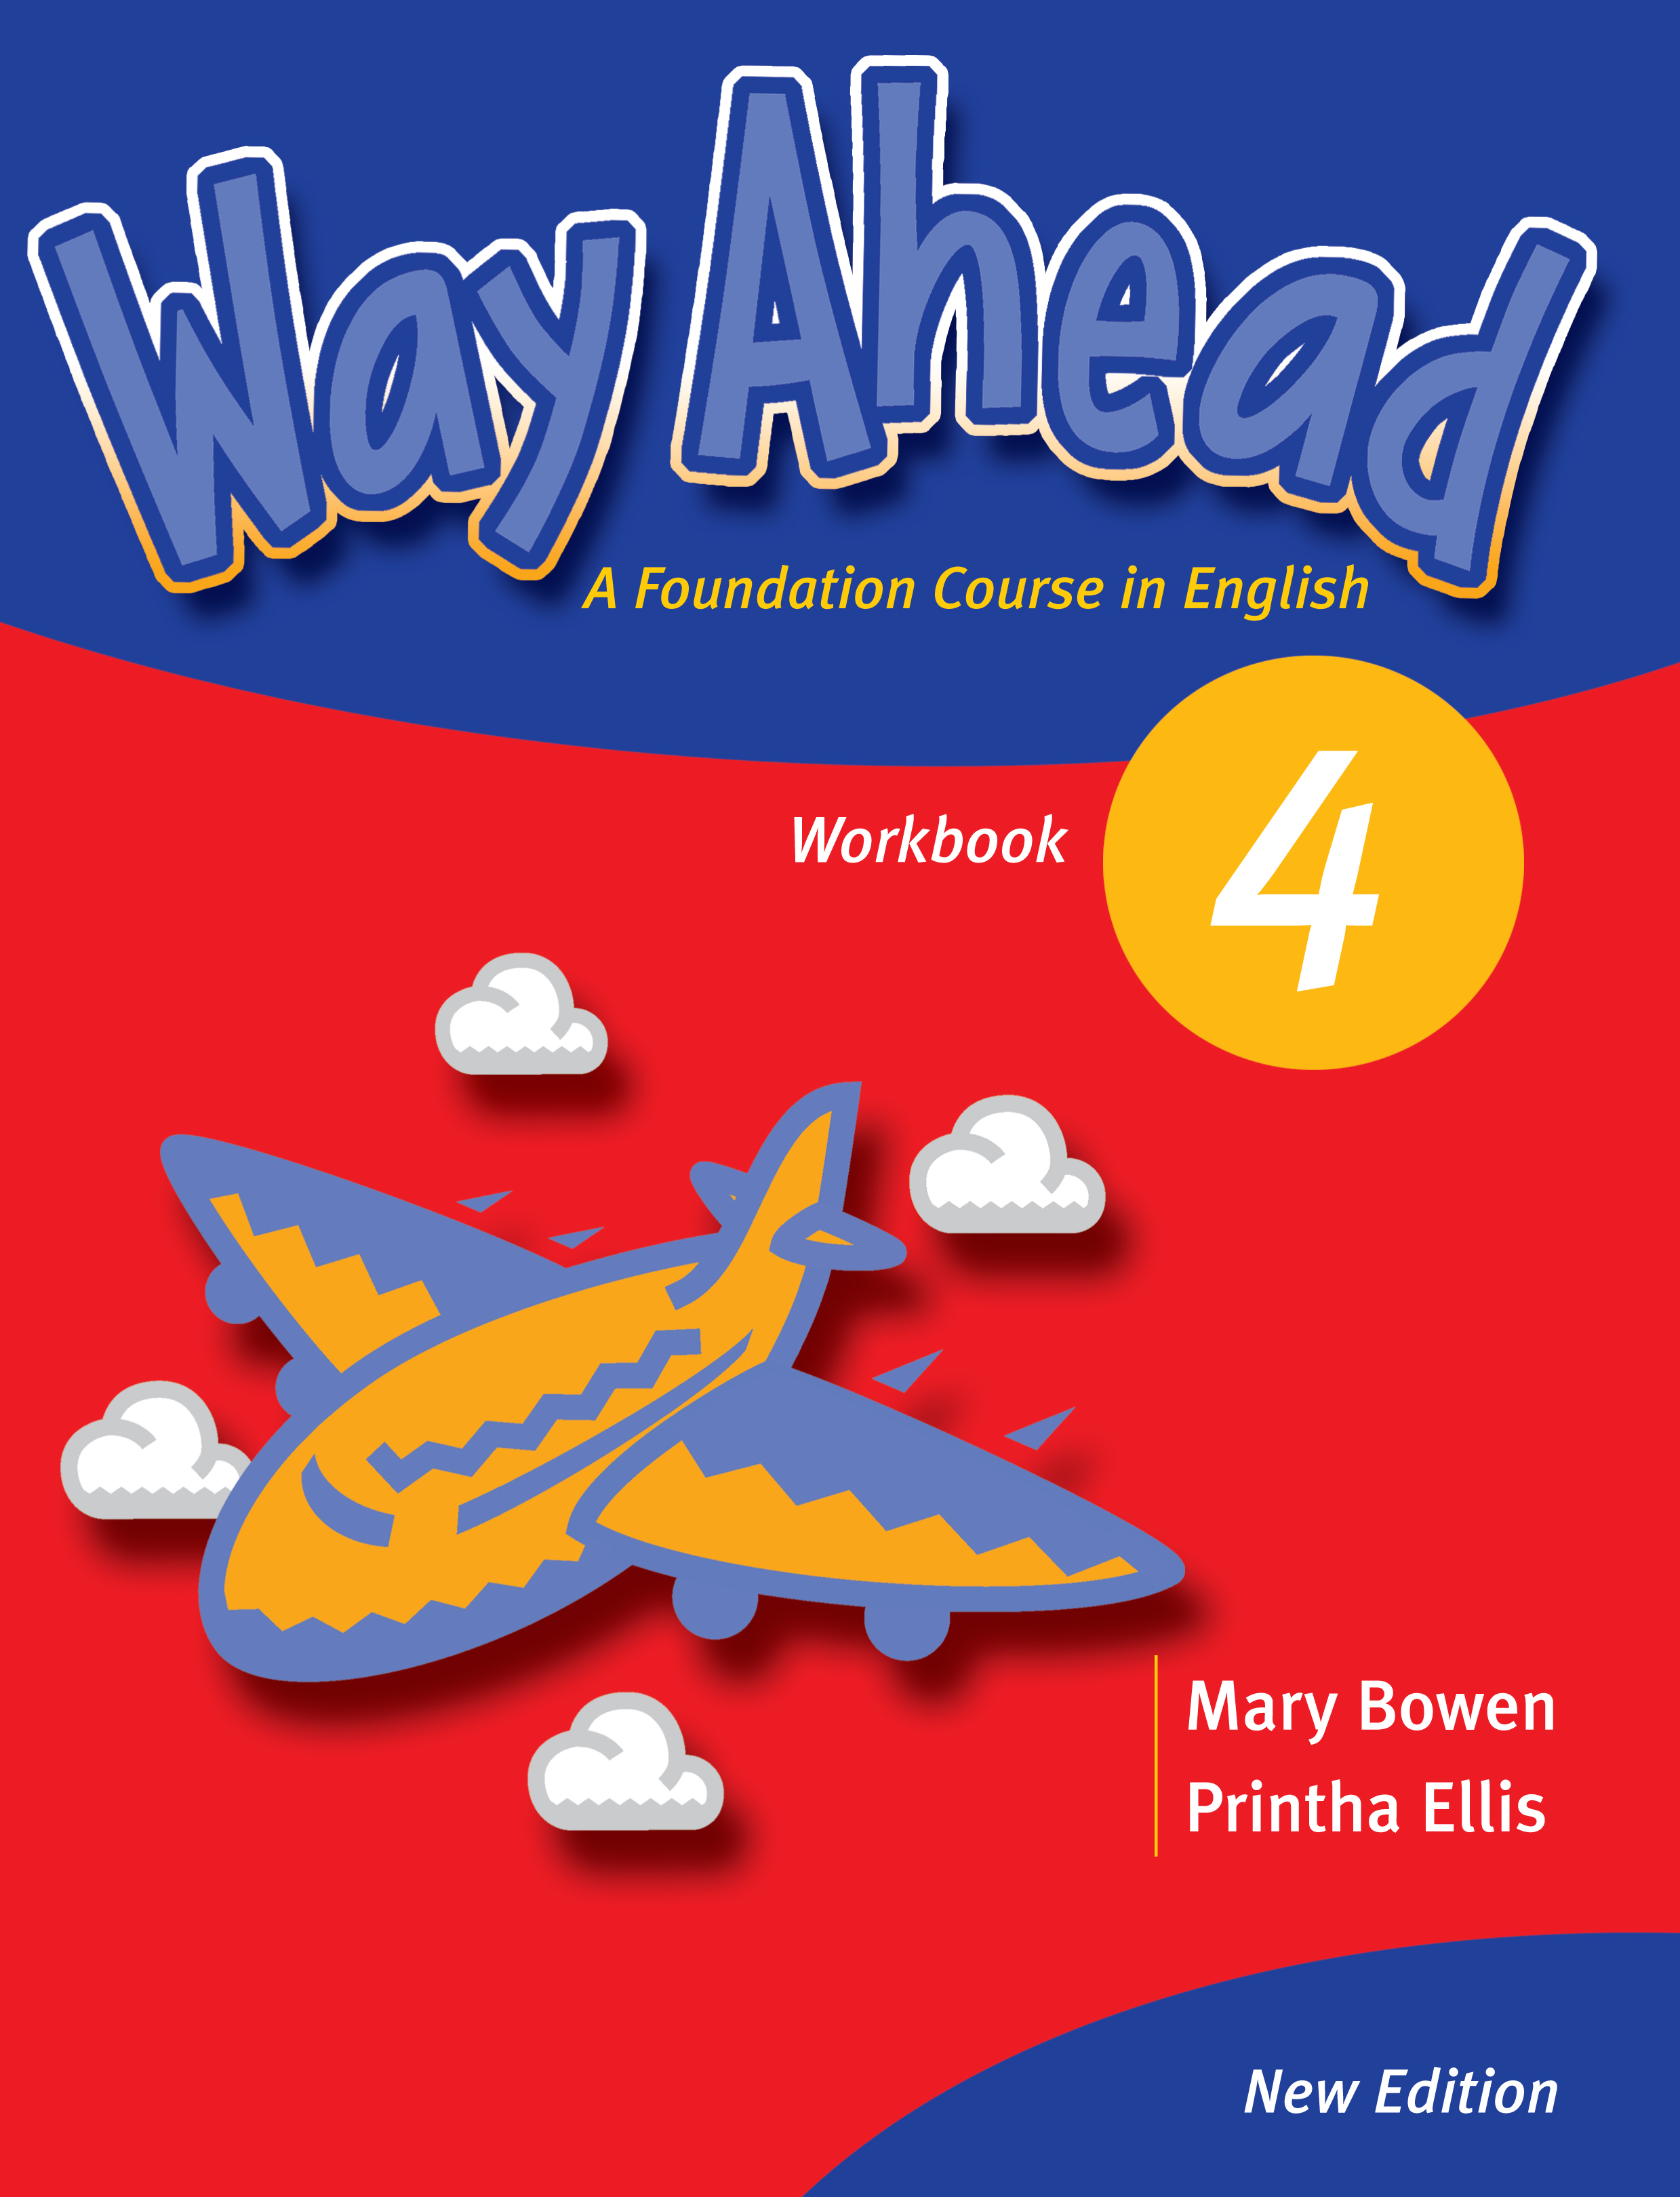 Way Ahead
A Foundation Course in English
Workbook
4
Mary Bowen
Printha Ellis
New Edition